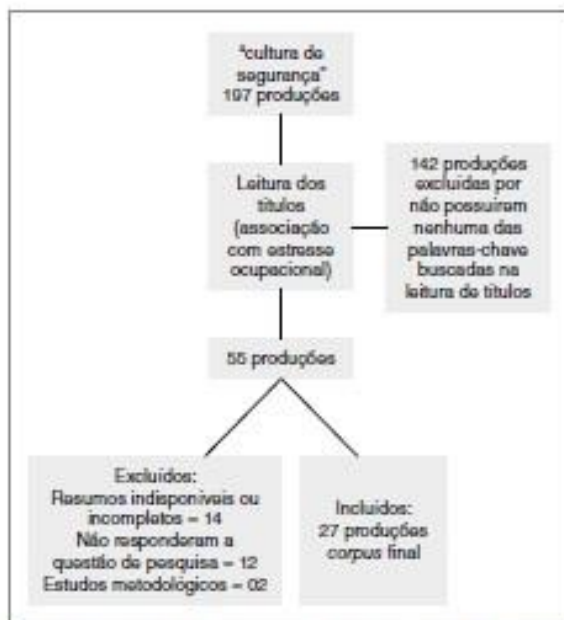 "cultura de
segurança"
197 produções
Leitura dos
títulos
(associação
com estresse
ocupacional)
142 produções
excluídas por
não possuírem
nenhuma das
palavras-chave
buscadas na
leitura de títulos
55 produções
Excluídos:
Resumos indisponíveis ou
incompletos = 14
Não responderam a
questão de pesquisa = 12
Estudos metodológicos = 02
Incluídos:
27 produções
corpus final